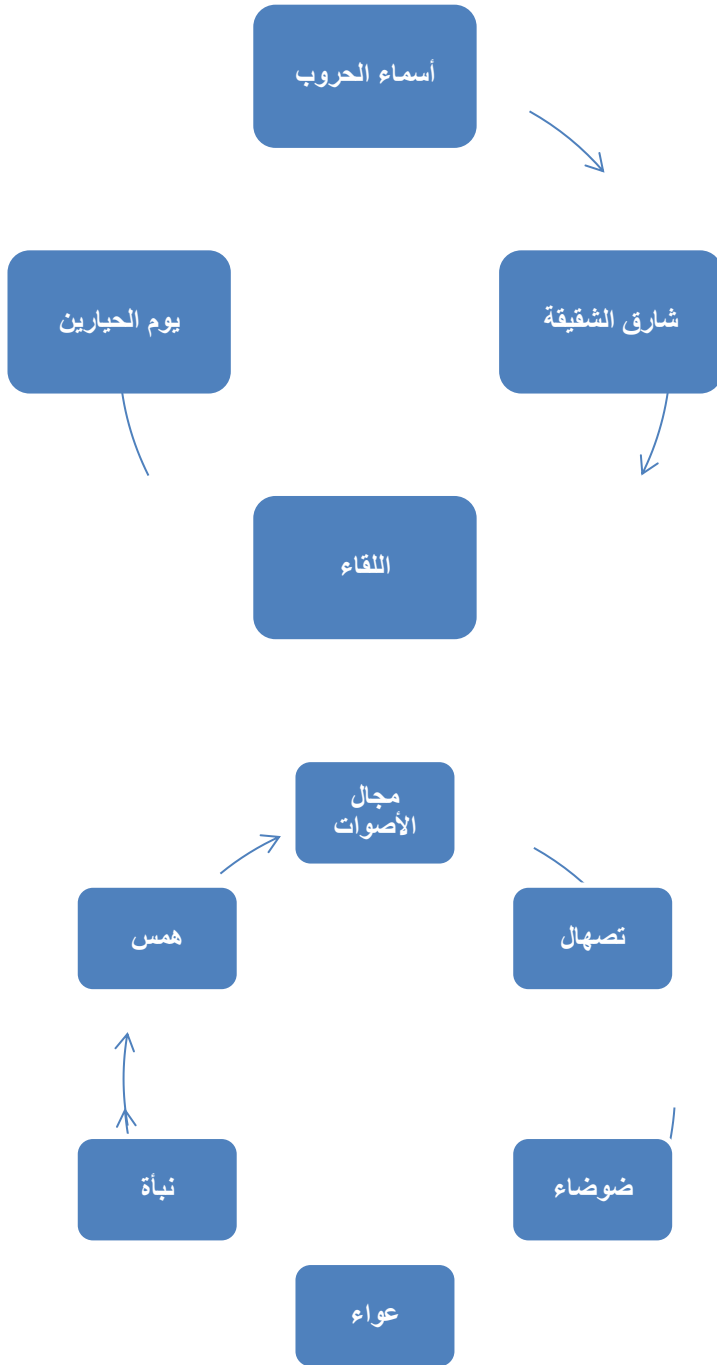 أسماء الحروب
شارق الشقيقة
يوم الحيارين
اللقاء
مجال
الأصوات
تصهال
همس
ضوضاء
نبأة
عواء